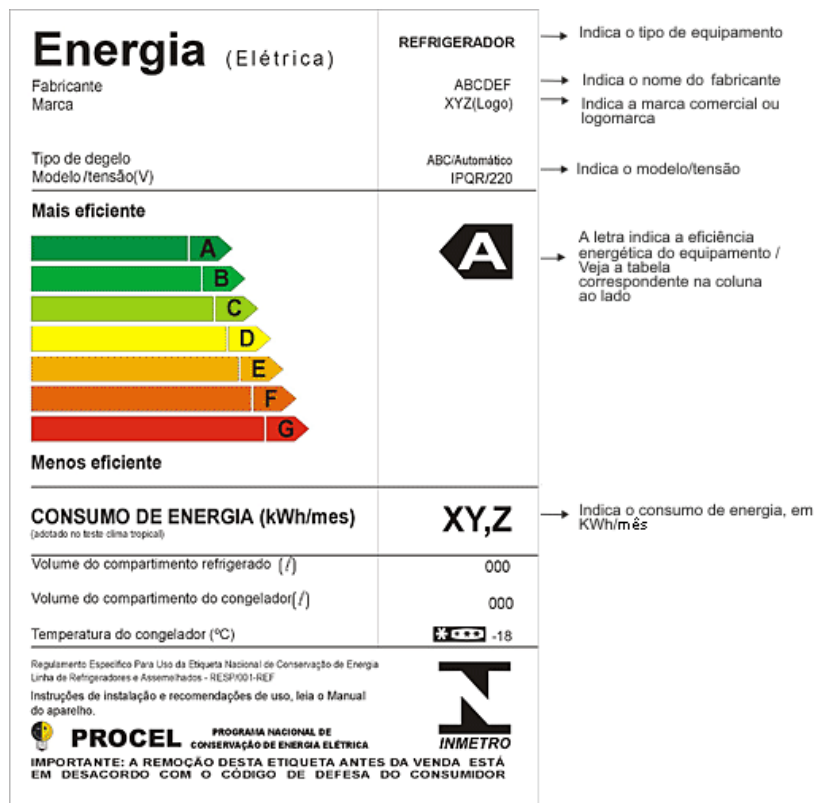 Energia (Elétrica)
REFRIGERADOR
Indica o tipo de equipamento
Fabricante
ABCDEF
Indica o nome do fabricante
Marca
XYZ(Logo)
Indica a marca comercial ou
logomarca
Tipo de degelo
ABC/Automático
Modelo/tensão(V)
IPQR/220
Indica o modelo/tensão
Mais eficiente
A
B
C
D
E
F
G
Menos eficiente
A
A letra indica a eficiência
energética do equipamento /
Veja a tabela
correspondente na coluna
ao lado
CONSUMO DE ENERGIA (kWh/mes)
(adotado no teste clima tropical)
XY,Z
Indica o consumo de energia, em
KWh/mês
Volume do compartimento refrigerado (l)
000
Volume do compartimento do congelador(l)
000
Temperatura do congelador (ºC)
-18
Regulamento Específico Para Uso da Etiqueta Nacional de Conservação de Energia
Linha de Refrigeradores e Assemelhados - RESP/001-REF
Instruções de instalação e recomendações de uso, leia o Manual
do aparelho.
PROCEL
PROGRAMA NACIONAL DE
CONSERVAÇÃO DE ENERGIA ELÉTRICA
INMETRO
IMPORTANTE: A REMOÇÃO DESTA ETIQUETA ANTES DA VENDA ESTÁ
EM DESACORDO COM O CÓDIGO DE DEFESA DO CONSUMIDOR